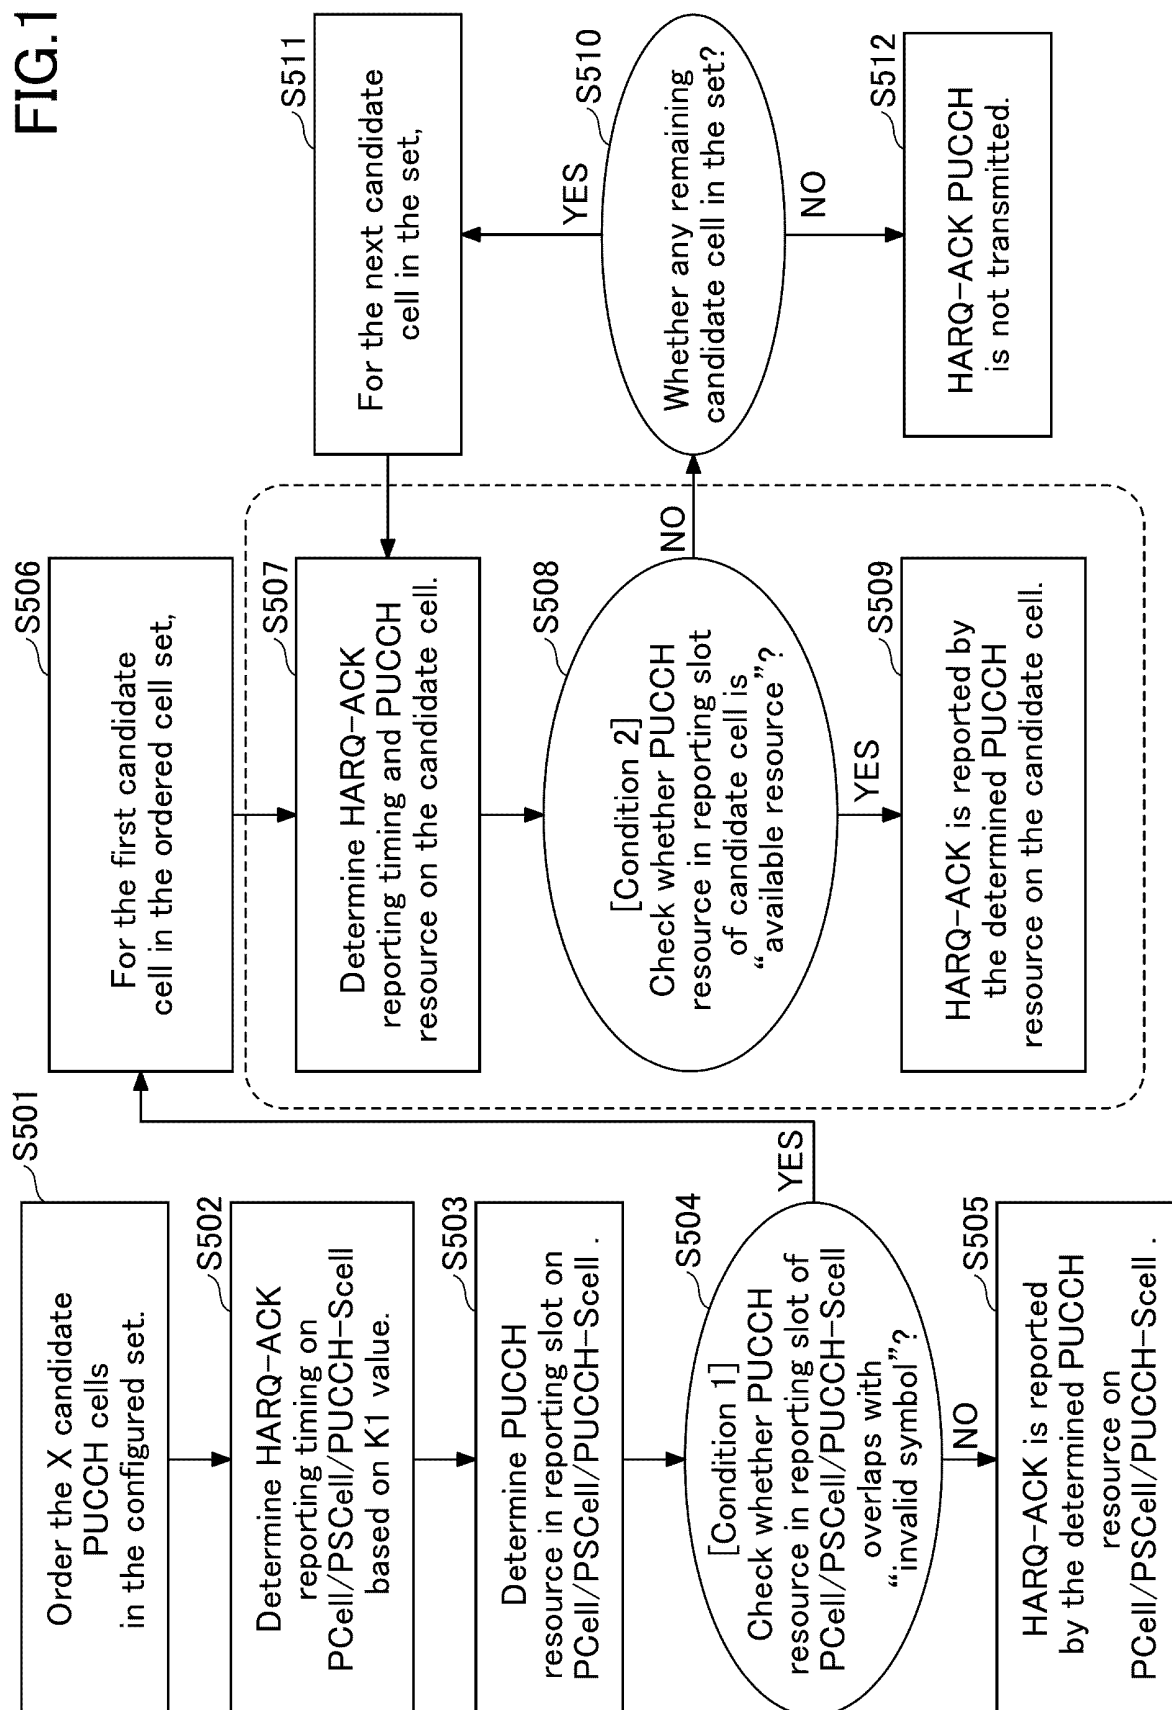 FIG.1
S501
Order the X candidate
PUCCH cells
in the configured set.
S502
Determine HARQ-ACK
reporting timing on
PCell/PSCell/PUCCH-Scell
based on K1 value.
S503
Determine PUCCH
resource in reporting slot on
PCell/PSCell/PUCCH-Scell .
S504
[Condition 1]
Check whether PUCCH
resource in reporting slot of
PCell/PSCell/PUCCH-Scell
overlaps with
“invalid symbol”?
YES
NO
S505
HARQ-ACK is reported
by the determined PUCCH
resource on
PCell/PSCell/PUCCH-Scell .
S506
For the first candidate
cell in the ordered cell set,
S507
Determine HARQ-ACK
reporting timing and PUCCH
resource on the candidate cell.
S508
[Condition 2]
Check whether PUCCH
resource in reporting slot
of candidate cell is
“available resource”?
NO
YES
S509
HARQ-ACK is reported by
the determined PUCCH
resource on the candidate cell.
S511
For the next candidate
cell in the set,
YES
S510
Whether any remaining
candidate cell in the set?
NO
S512
HARQ-ACK PUCCH
is not transmitted.